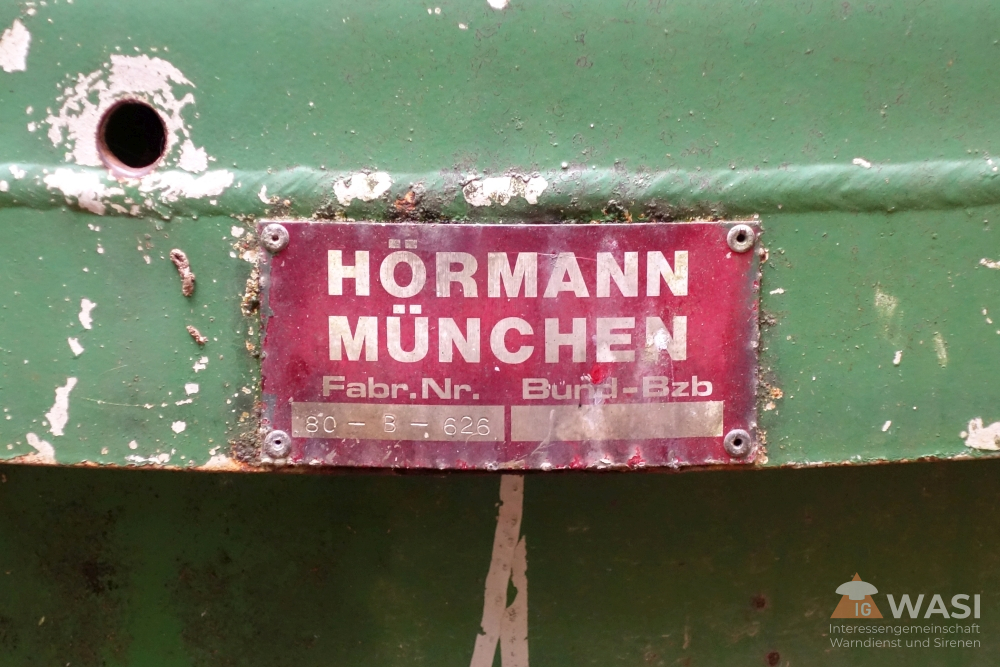 HÖRMANN
MÜNCHEN
Fabr.Nr. Bund-Bzb
80 - B - 626
IG WASI
Interessengemeinschaft
Warndienst und Sirenen